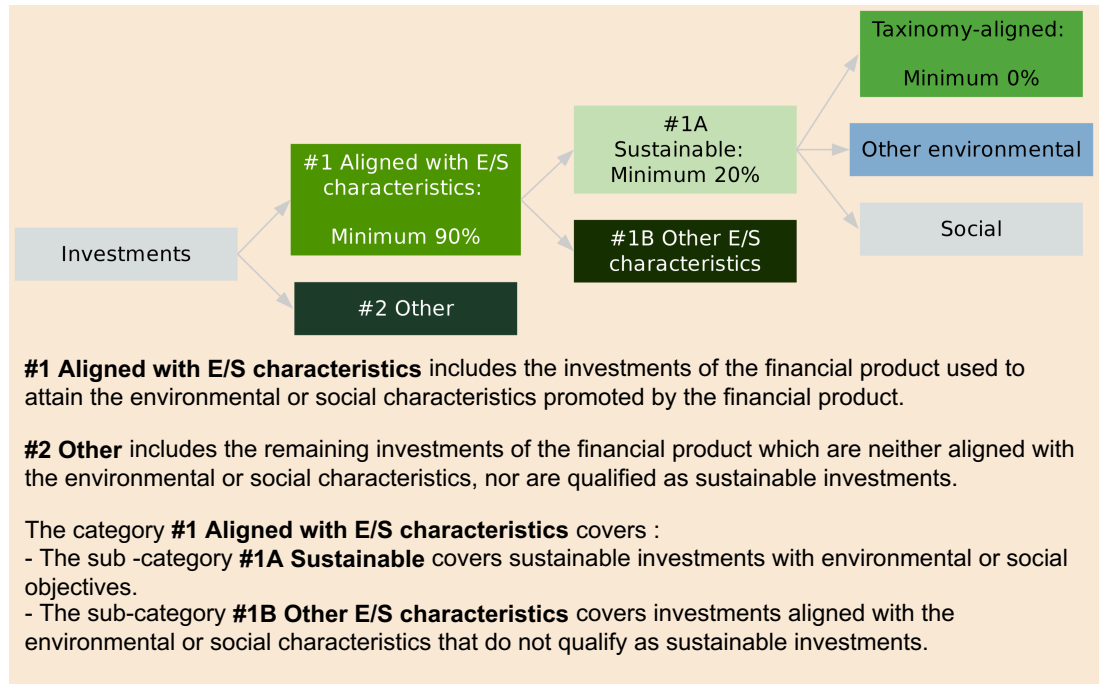 Investments
#1 Aligned with E/S
characteristics:
Minimum 90%
#2 Other
#1A
Sustainable:
Minimum 20%
#1B Other E/S
characteristics
Taxinomy-aligned:
Minimum 0%
Other environmental
Social
#1 Aligned with E/S characteristics includes the investments of the financial product used to
attain the environmental or social characteristics promoted by the financial product.
#2 Other includes the remaining investments of the financial product which are neither aligned with
the environmental or social characteristics, nor are qualified as sustainable investments.
The category #1 Aligned with E/S characteristics covers :
- The sub -category #1A Sustainable covers sustainable investments with environmental or social
objectives.
- The sub-category #1B Other E/S characteristics covers investments aligned with the
environmental or social characteristics that do not qualify as sustainable investments.